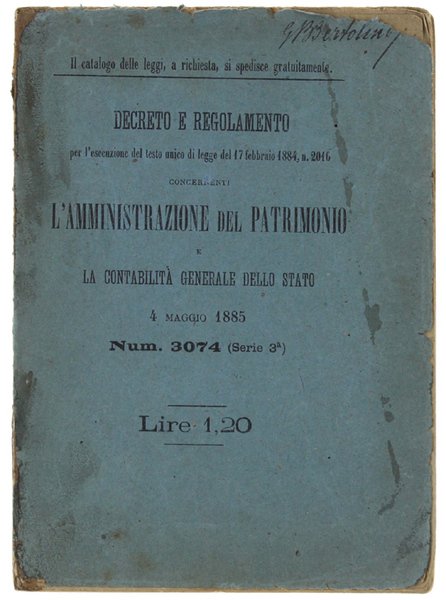 G B Bertolino
Il catalogo delle leggi, a richiesta, si spedisce gratuitamente.
DECRETO E REGOLAMENTO
per l'esecuzione del testo unico di legge del 17 febbraio 1884, n. 2016
CONCERNENTI
L'AMMINISTRAZIONE DEL PATRIMONIO
E
LA CONTABILITÀ GENERALE DELLO STATO
4 MAGGIO 1885
Num. 3074 (Serie 3ª)
Lire 1,20